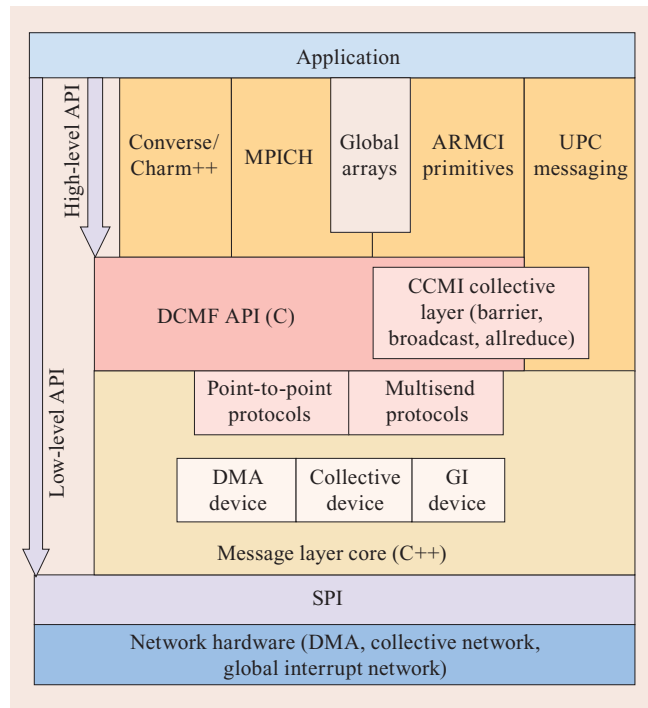 Application
High-level API
Low-level API
Converse/
Charm++
MPICH
Global
arrays
ARMCI
primitives
UPC
messaging
DCMF API (C)
CCMI collective
layer (barrier,
broadcast, allreduce)
Point-to-point
protocols
Multisend
protocols
DMA
device
Collective
device
GI
device
Message layer core (C++)
SPI
Network hardware (DMA, collective network,
global interrupt network)